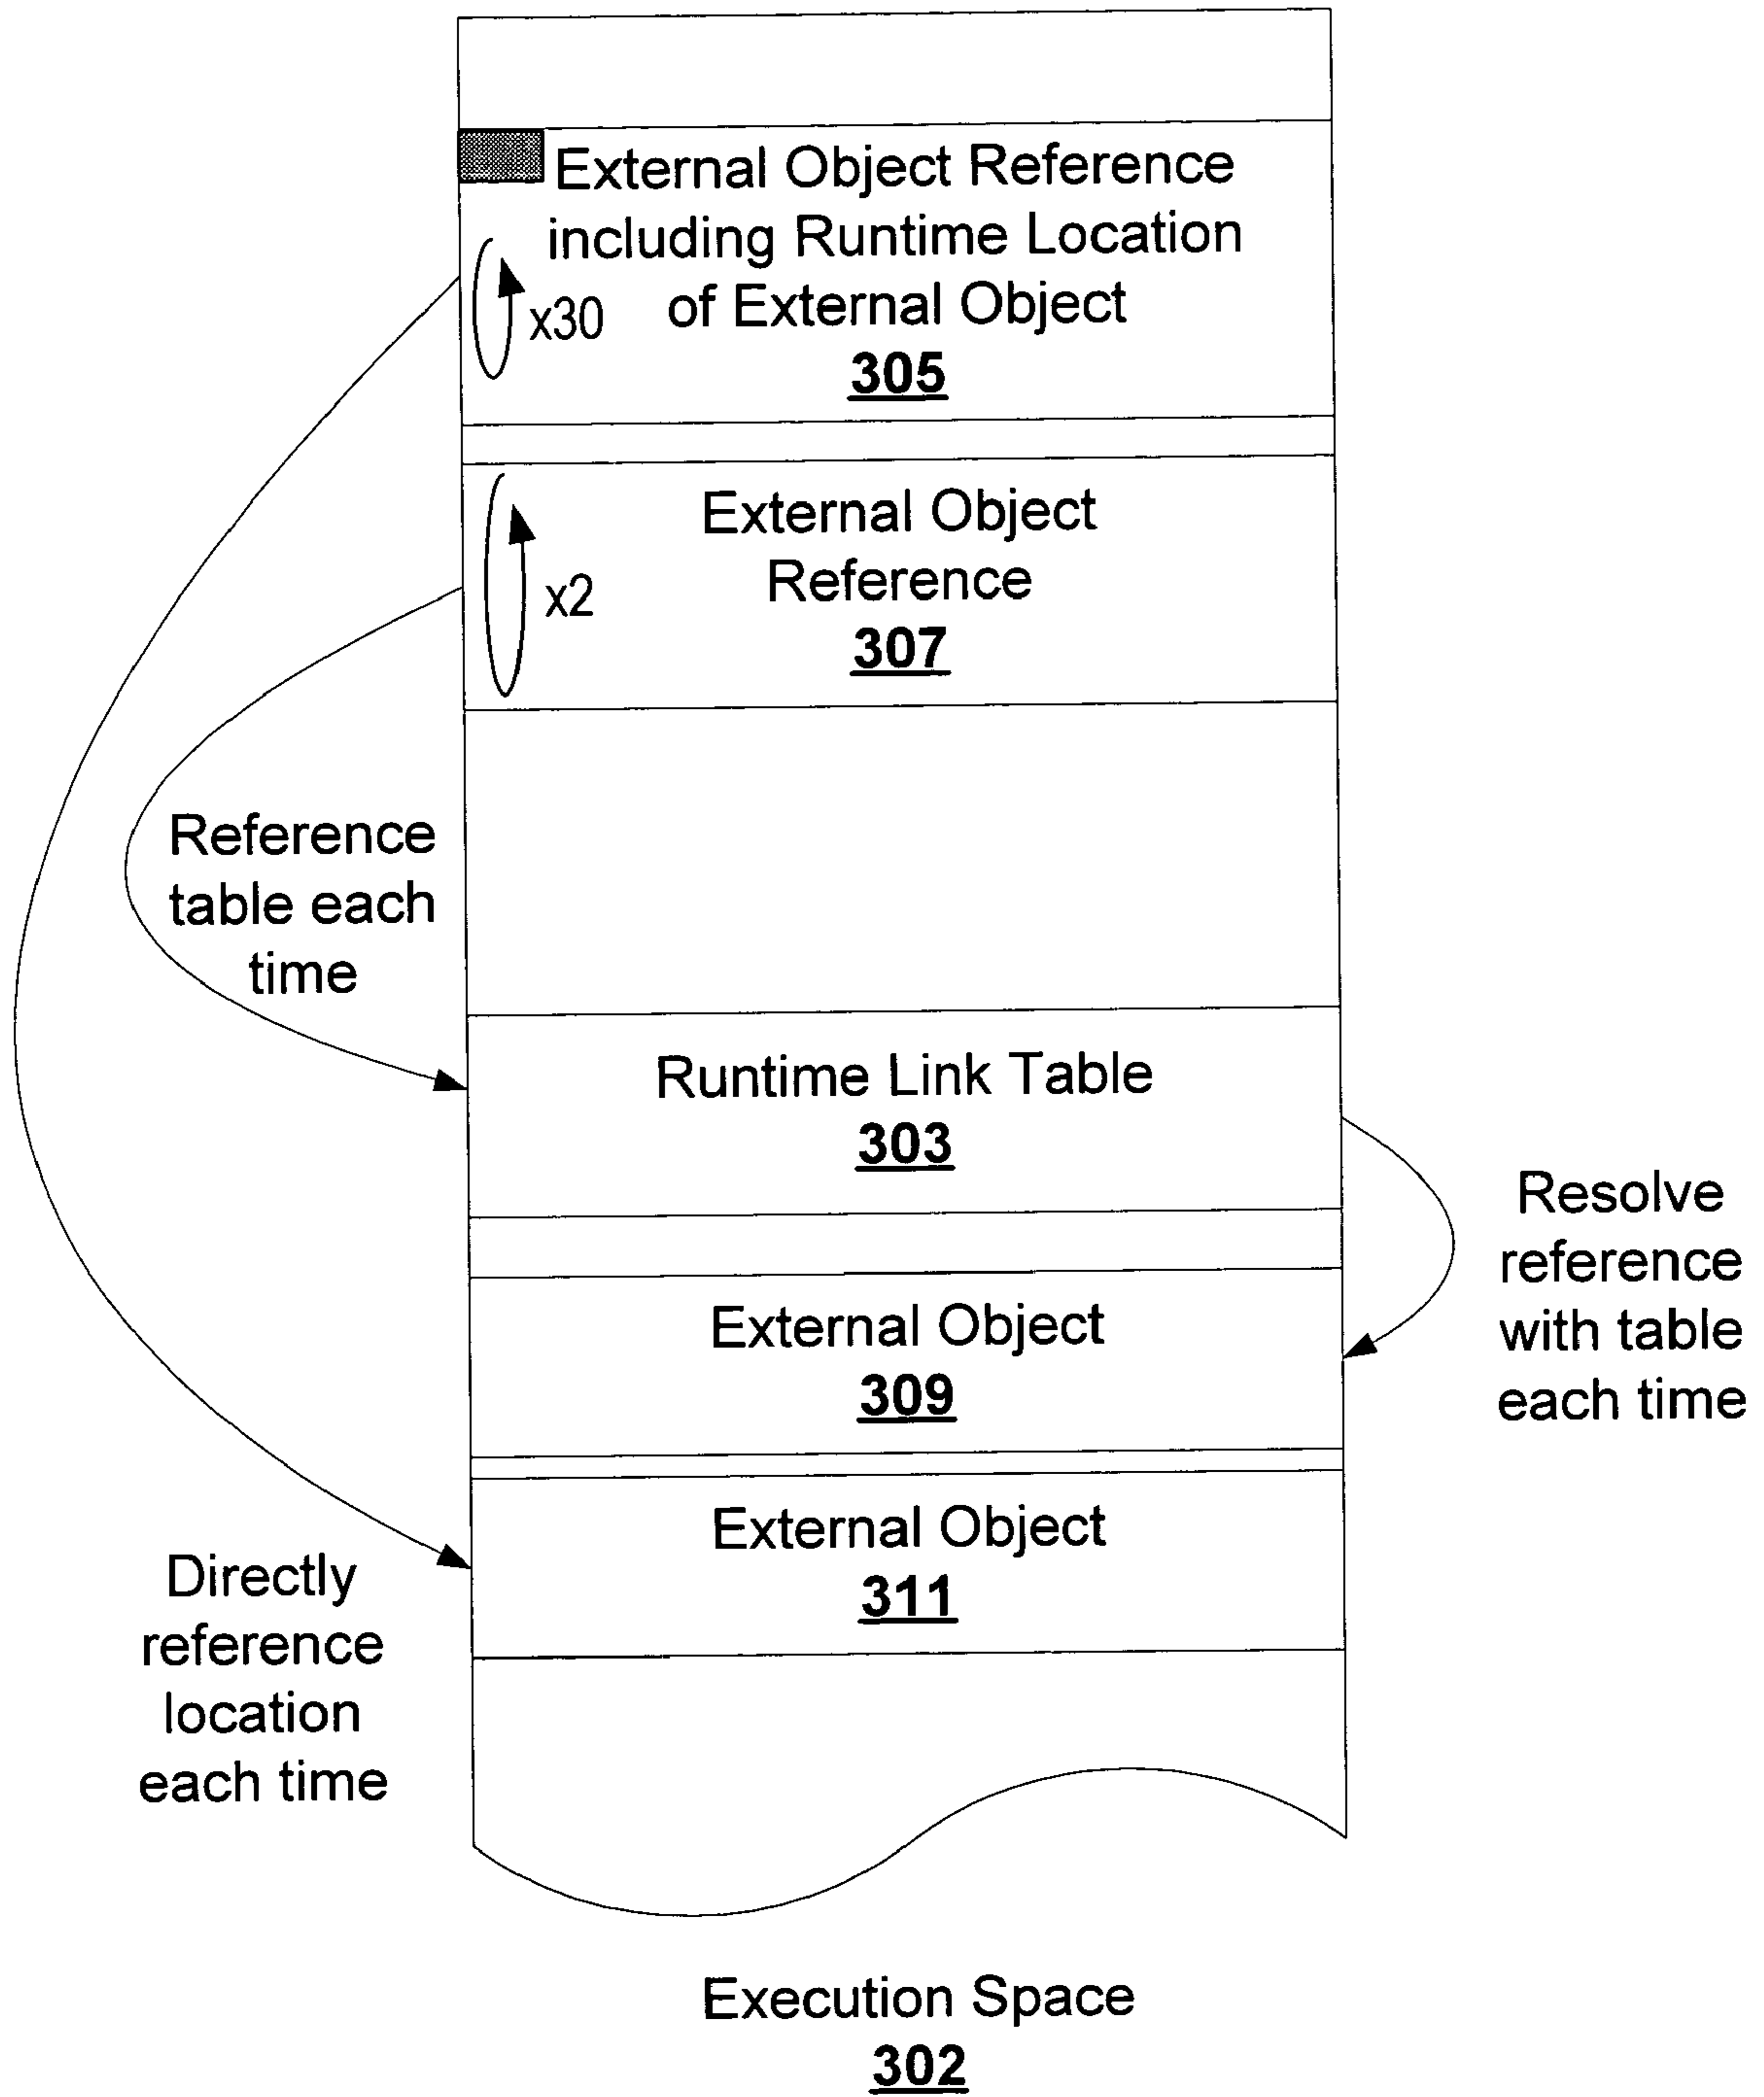 External Object Reference
including Runtime Location
of External Object
x30
305
External Object
Reference
x2
307
Reference
table each
time
Runtime Link Table
303
Resolve
reference
with table
each time
External Object
309
External Object
311
Directly
reference
location
each time
Execution Space
302